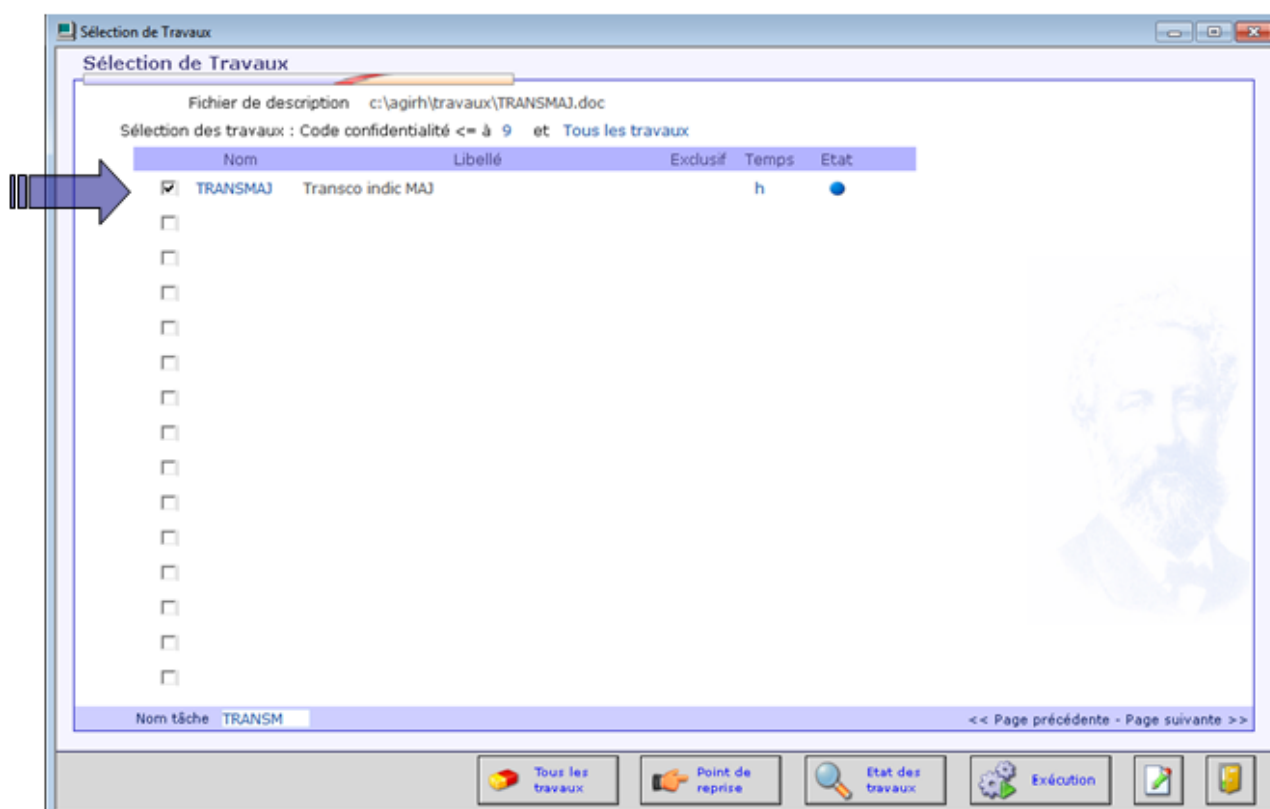 Sélection de Travaux
Sélection de Travaux
Fichier de description c:\agirh\travaux\TRANSMAJ.doc
Sélection des travaux : Code confidentialité <= à 9 et Tous les travaux
Nom Libellé Exclusif Temps Etat
TRANSMAJ Transco indic MAJ h
Nom tâche TRANSM << Page précédente - Page suivante >>
Tous les travaux
Point de reprise
Etat des travaux
Exécution